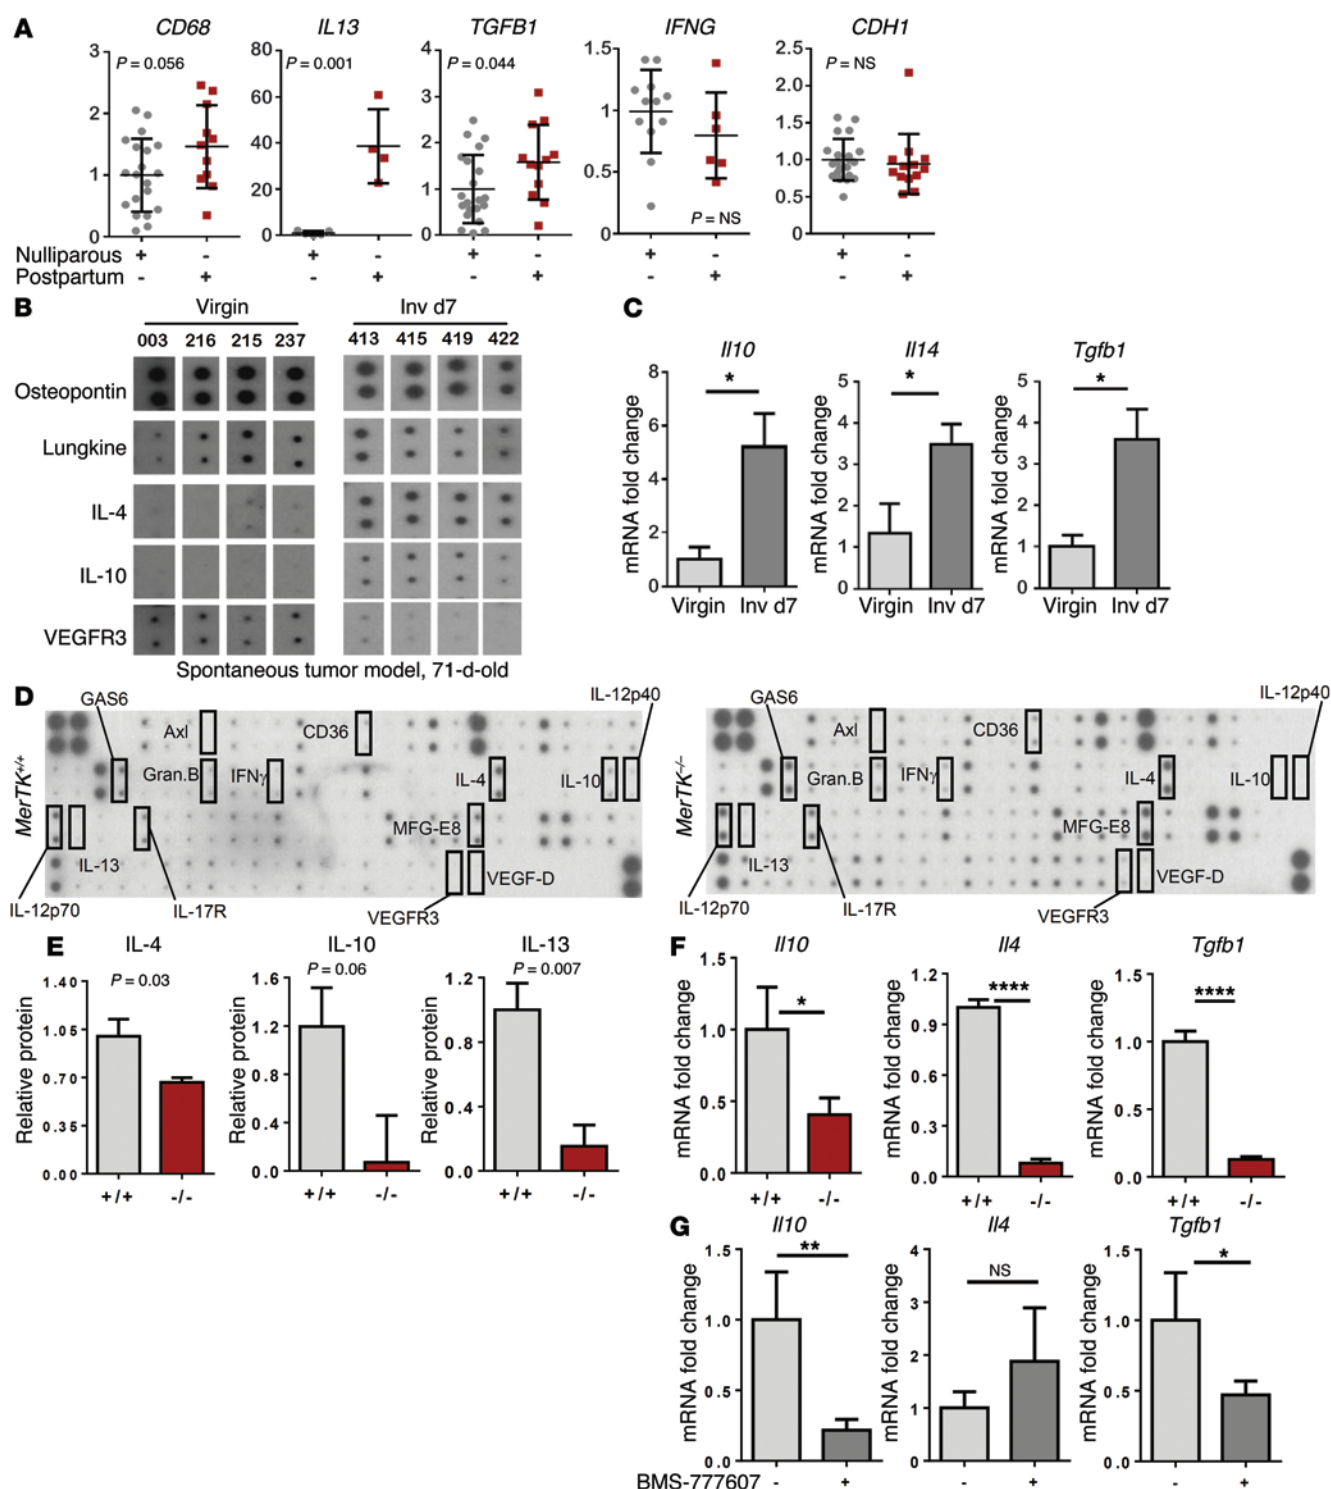 A
CD68 IL13 TGFB1 IFNG CDH1
3 80 4 1.5 2.5
P = 0.056 P = 0.001 P = 0.044 P = NS
60 3 2.0
2 1.0 1.5
40 2
1 0.5 1.0
20 1 0.5
P = NS
0 0 0 0 0
Nulliparous + - + - + - + - + -
Postpartum - + - + - + - + - +
B
Virgin Inv d7
003 216 215 237 413 415 419 422
Osteopontin
Lungkine
IL-4
IL-10
VEGFR3
Spontaneous tumor model, 71-d-old
C
Il10 Il14 Tgfb1
mRNA fold change mRNA fold change mRNA fold change
8 6 4 2 0
5 4 3 2 1 0
5 4 3 2 1 0
* * *
Virgin Inv d7 Virgin Inv d7 Virgin Inv d7
D
GAS6 IL-12p40 GAS6 IL-12p40
Axl CD36 Axl CD36
Gran.B IFNγ IL-4 IL-10 Gran.B IFNγ IL-4 IL-10
MerTK+/+ MerTK-/-
MFG-E8 MFG-E8
IL-13 VEGF-D IL-13 VEGF-D
IL-12p70 IL-17R VEGFR3 IL-12p70 IL-17R VEGFR3
E
IL-4 IL-10 IL-13
P = 0.03 P = 0.06 P = 0.007
Relative protein Relative protein Relative protein
1.40 1.05 0.70 0.35 0.00
1.6 1.2 1.6 0.4 0.0
1.2 0.8 0.4 0.0
+/+ -/- +/+ -/- +/+ -/-
F
Il10 Il4 Tgfb1
mRNA fold change mRNA fold change mRNA fold change
1.5 1.0 0.5 0.0
1.2 0.9 0.6 0.3 0.0
1.5 1.0 0.5 0.0
* **** ****
+/+ -/- +/+ -/- +/+ -/-
G
Il10 Il4 Tgfb1
mRNA fold change mRNA fold change mRNA fold change
1.5 1.0 0.5 0.0
4 3 2 1 0
1.5 1.0 0.5 0.0
** NS *
BMS-777607 - + - + - +